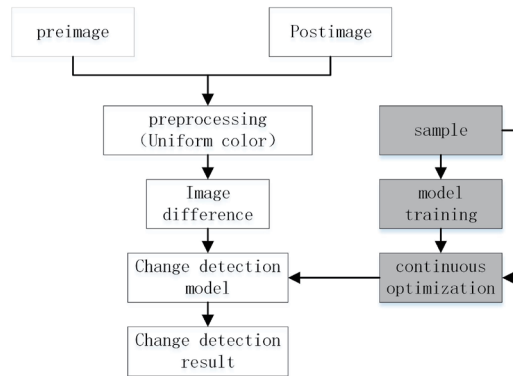 preimage
Postimage
preprocessing
(Uniform color)
sample
Image
difference
model
training
Change detection
model
continuous
optimization
Change detection
result